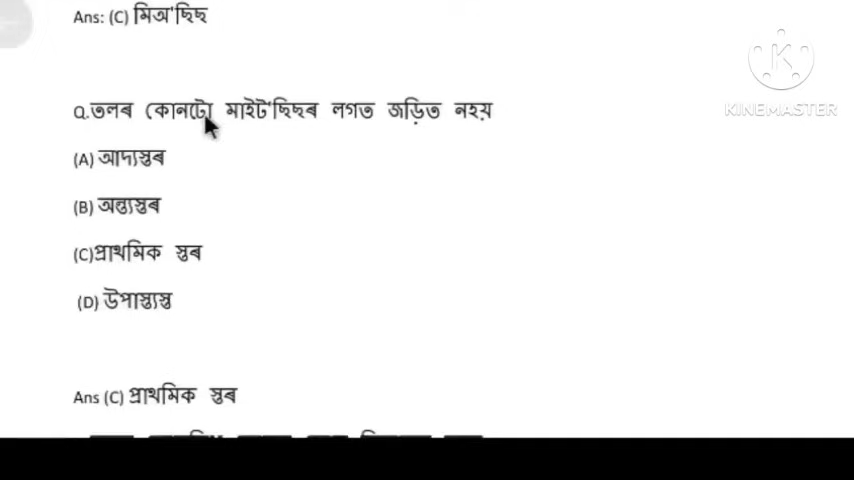 Ans: (C) মিঅ'ছিছ
KINEMASTER
Q.তলৰ কোনটো মাইট'ছিছৰ লগত জড়িত নহয়
(A) আদ্যস্তৰ
(B) অন্ত্যস্তৰ
(C)প্ৰাথমিক স্তৰ
(D) উপান্ত্যস্ত
Ans (C) প্ৰাথমিক স্তৰ